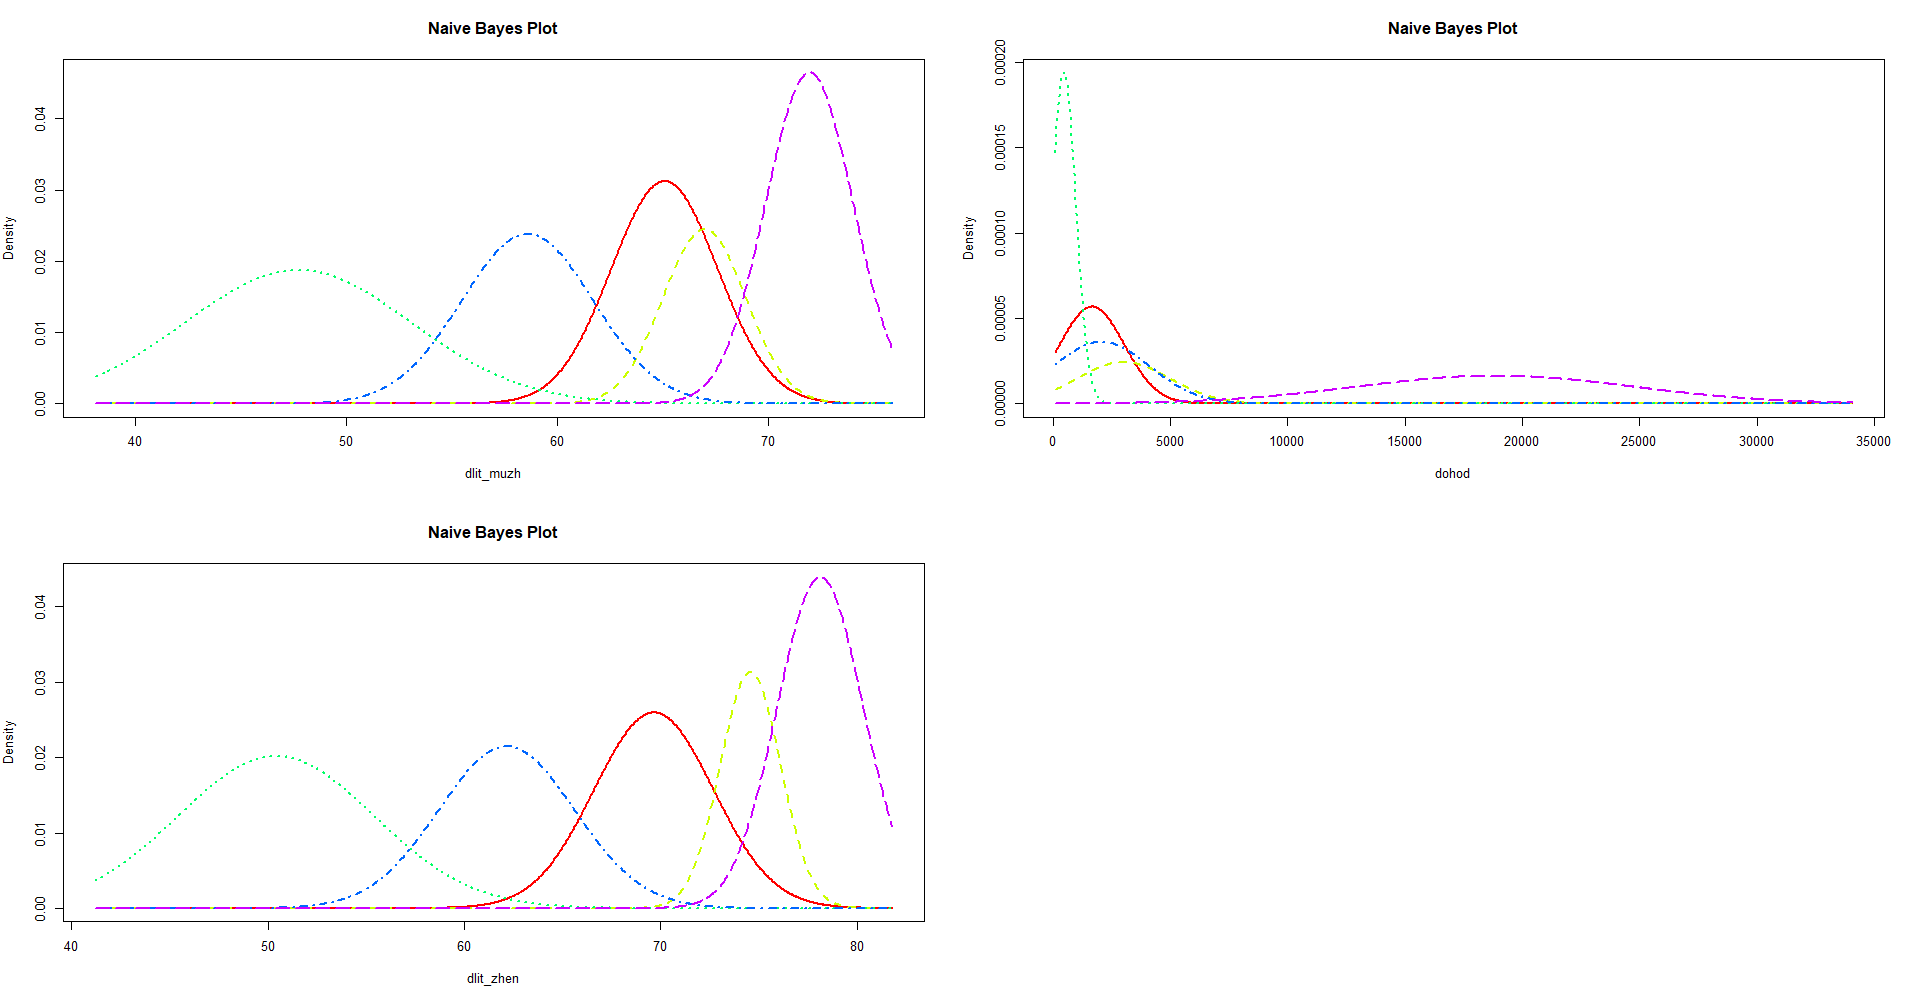 Naive Bayes Plot
Density
0.00 0.01 0.02 0.03 0.04
40 50 60 70
dlit_muzh
Naive Bayes Plot
Density
0.00000 0.00005 0.00010 0.00015 0.00020
0 5000 10000 15000 20000 25000 30000 35000
dohod
Naive Bayes Plot
Density
0.00 0.01 0.02 0.03 0.04
40 50 60 70 80
dlit_zhen